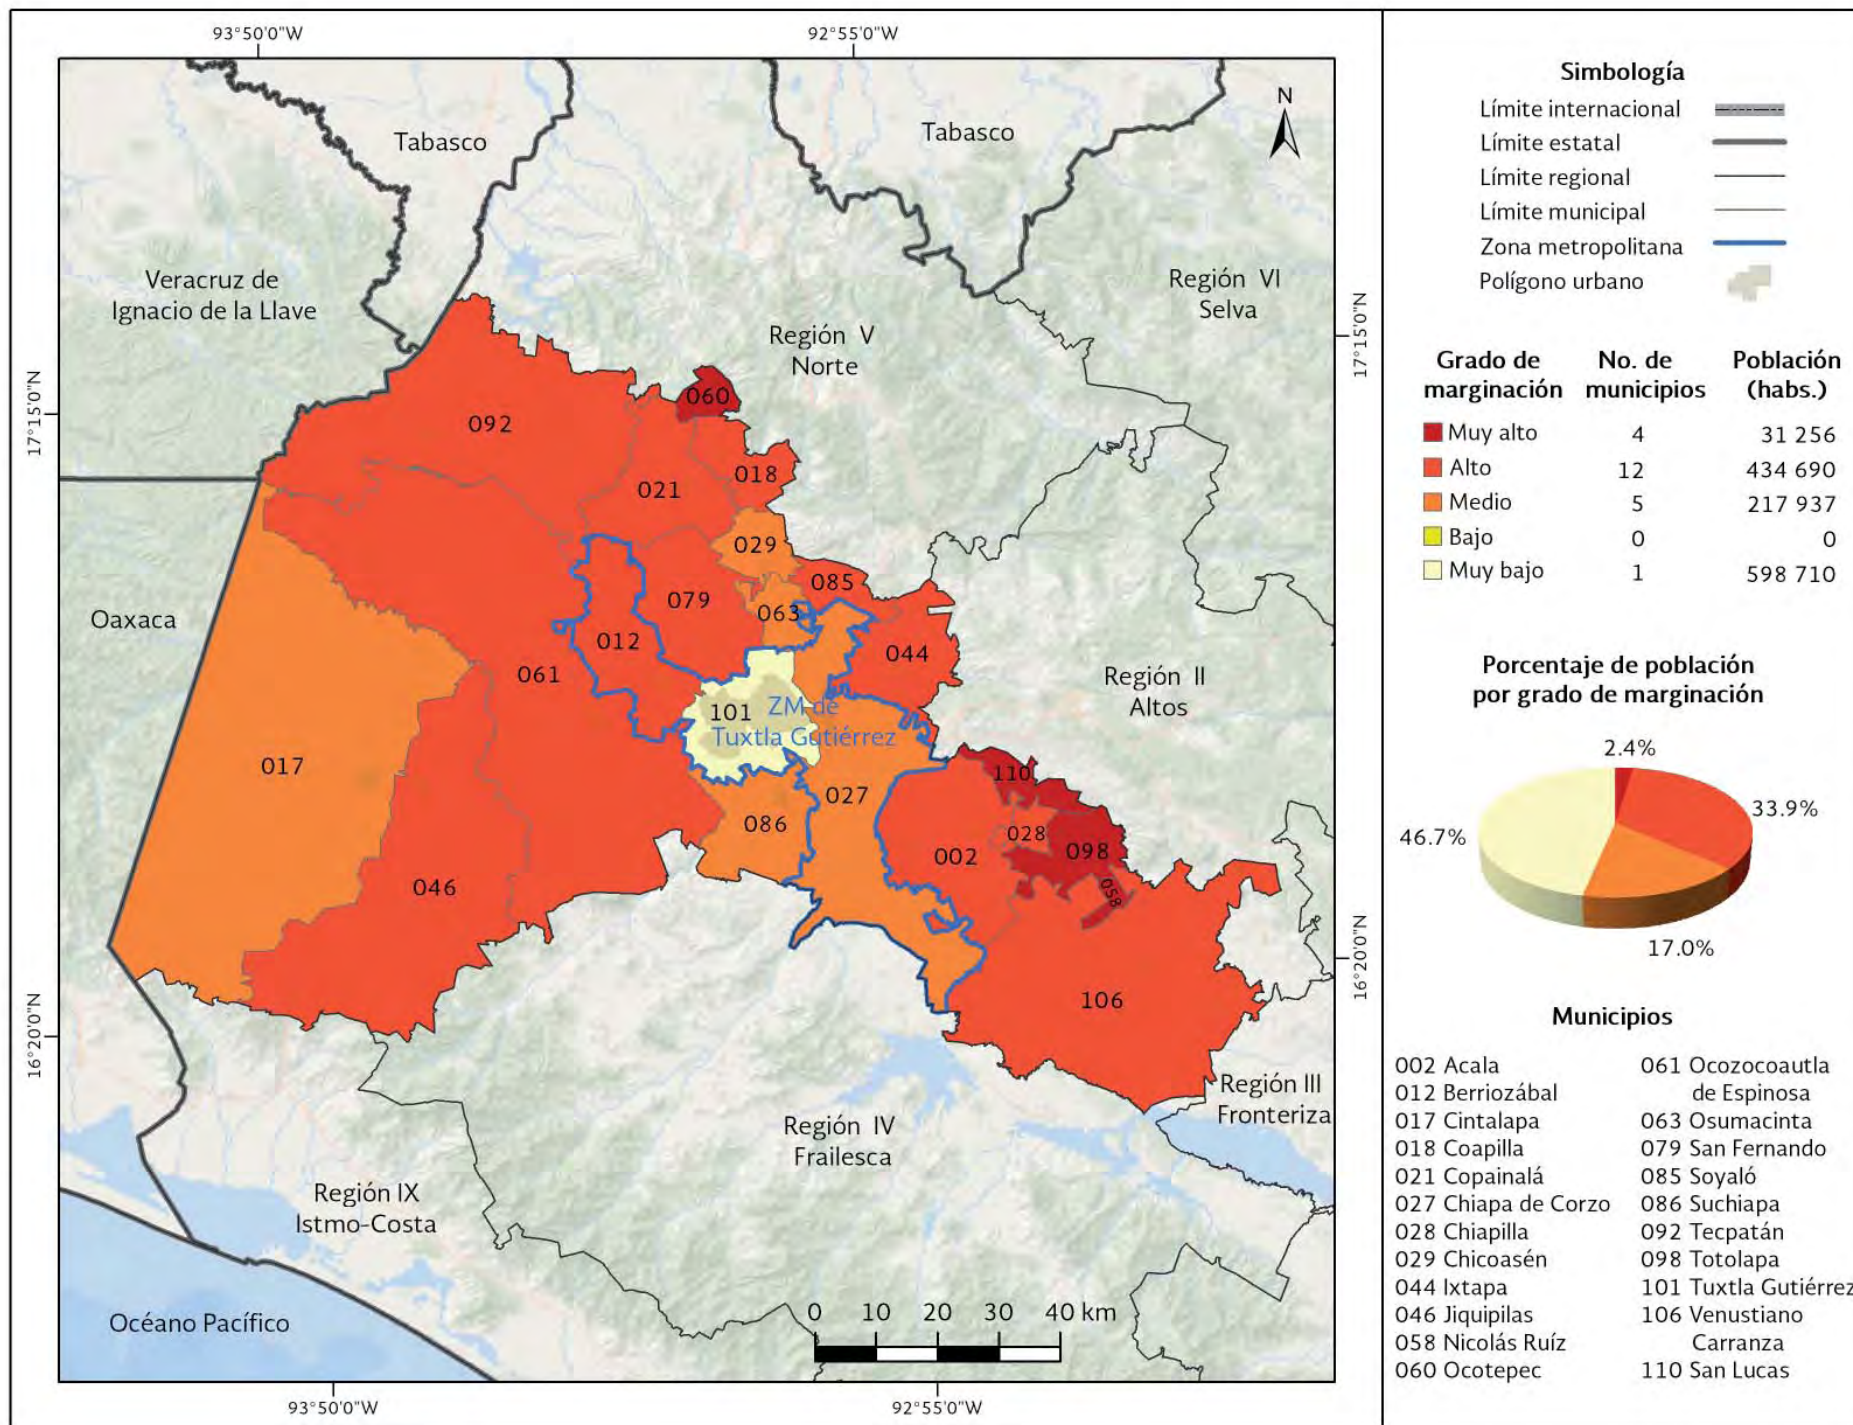 93°50'0"W
92°55'0"W
N
Tabasco
Tabasco
Veracruz de
Ignacio de la Llave
Región VI
Selva
Región V
Norte
17°15'0"N
17°15'0"N
060
092
018
021
029
085
Oaxaca
079
063
012
044
061
Región II
Altos
101
ZM de
Tuxtla Gutiérrez
017
110
027
086
028
002
098
046
058
16°20'0"N
16°20'0"N
106
Región III
Fronteriza
Región IV
Frailesca
Región IX
Istmo-Costa
Océano Pacífico
0 10 20 30 40 km
93°50'0"W
92°55'0"W
Simbología
Límite internacional
Límite estatal
Límite regional
Límite municipal
Zona metropolitana
Polígono urbano
Grado de marginación No. de municipios Población (habs.)
Muy alto 4 31 256
Alto 12 434 690
Medio 5 217 937
Bajo 0 0
Muy bajo 1 598 710
Porcentaje de población
por grado de marginación
2.4%
33.9%
46.7%
17.0%
Municipios
002 Acala
012 Berriozábal
017 Cintalapa
018 Coapilla
021 Copainalá
027 Chiapa de Corzo
028 Chiapilla
029 Chicoasén
044 Ixtapa
046 Jiquipilas
058 Nicolás Ruíz
060 Ocotepec
061 Ocozocoautla
de Espinosa
063 Osumacinta
079 San Fernando
085 Soyaló
086 Suchiapa
092 Tecpatán
098 Totolapa
101 Tuxtla Gutiérrez
106 Venustiano
Carranza
110 San Lucas